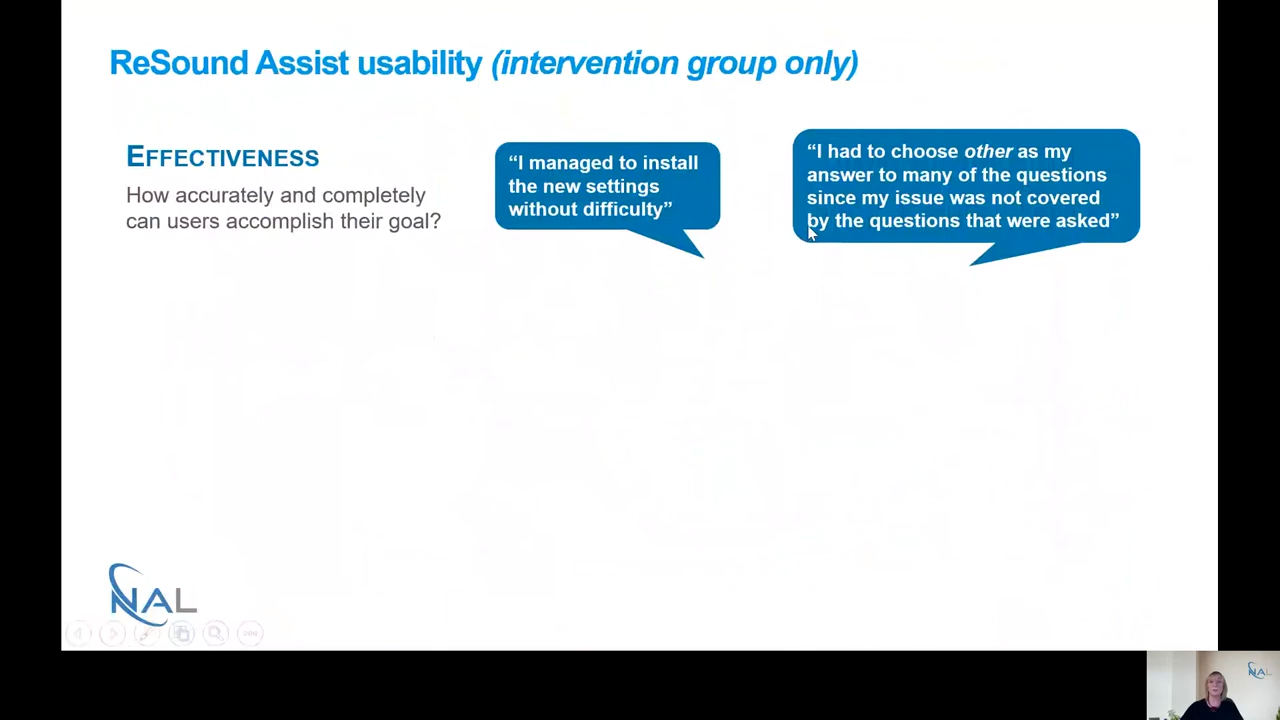 ReSound Assist usability (intervention group only)
EFFECTIVENESS
How accurately and completely
can users accomplish their goal?
“I managed to install
the new settings
without difficulty”
“I had to choose other as my
answer to many of the questions
since my issue was not covered
by the questions that were asked”
NAL
NAL